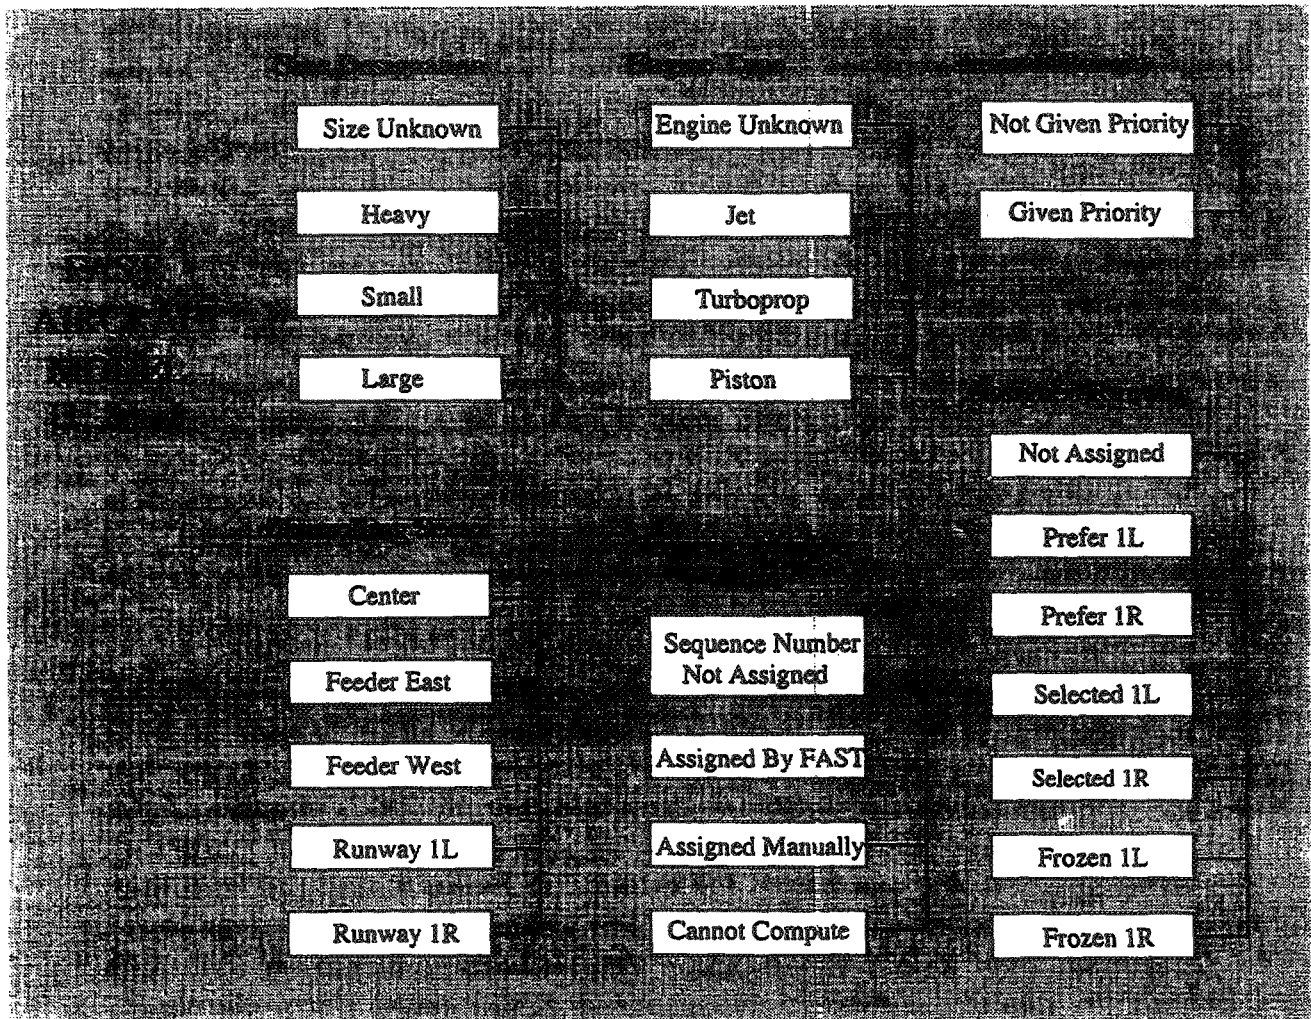 Size Unknown
Heavy
Small
Large
Engine Unknown
Jet
Turboprop
Piston
Not Given Priority
Given Priority
Center
Feeder East
Feeder West
Runway 1L
Runway 1R
Sequence Number
Not Assigned
Assigned By FAST
Assigned Manually
Cannot Compute
Not Assigned
Prefer 1L
Prefer 1R
Selected 1L
Selected 1R
Frozen 1L
Frozen 1R